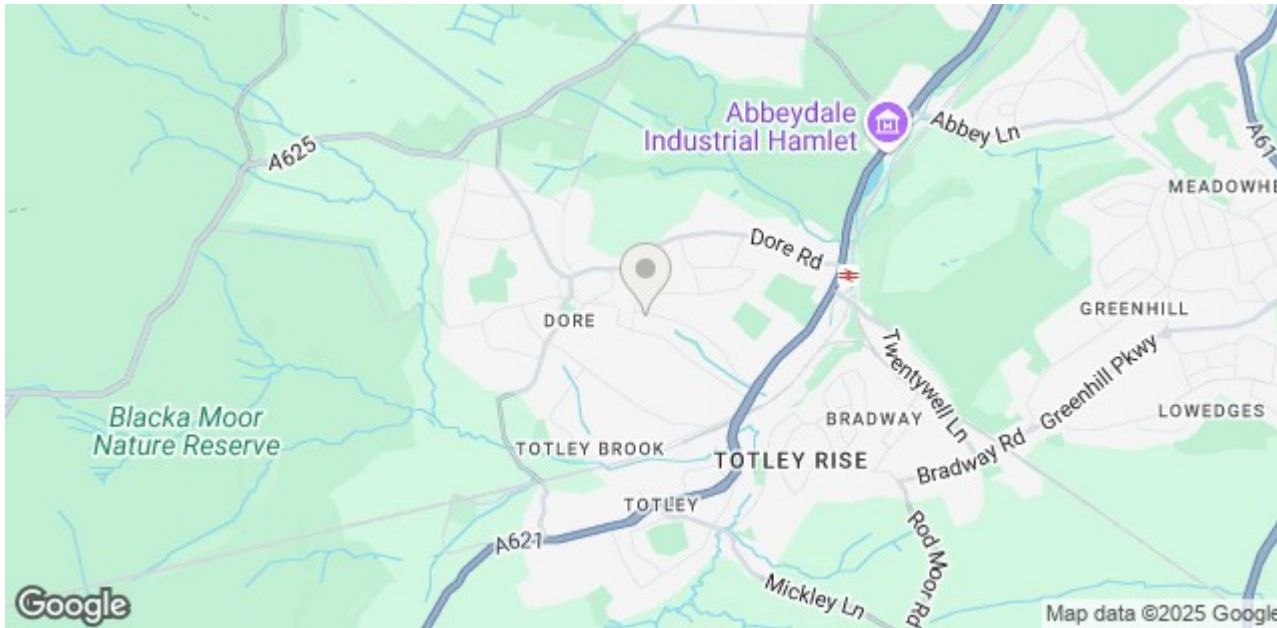 Abbeydale
Industrial Hamlet
Abbey Ln
A61
A625
MEADOWHE
Dore Rd
GREENHILL
DORE
Twentywell Ln
Greenhill Pkwy
Blacka Moor
Nature Reserve
BRADWAY
LOWEDGES
TOTLEY BROOK
TOTLEY RISE
Bradway Rd
TOTLEY
A621
Rod Moor Rd
Mickley Ln
Google
Map data ©2025 Google